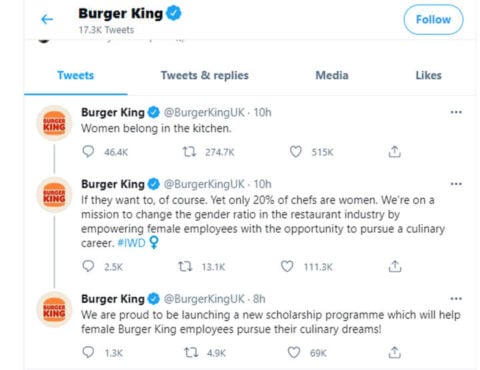 Burger King
17.3K Tweets
Follow
Tweets Tweets & replies Media Likes
BURGER KING
Burger King @BurgerKingUK · 10h
Women belong in the kitchen.
46.4K 274.7K 515K
BURGER KING
Burger King @BurgerKingUK · 10h
If they want to, of course. Yet only 20% of chefs are women. We're on a
mission to change the gender ratio in the restaurant industry by
empowering female employees with the opportunity to pursue a culinary
career. #IWD
2.5K 13.1K 111.3K
BURGER KING
Burger King @BurgerKingUK · 8h
We are proud to be launching a new scholarship programme which will help
female Burger King employees pursue their culinary dreams!
1.3K 4.9K 69K